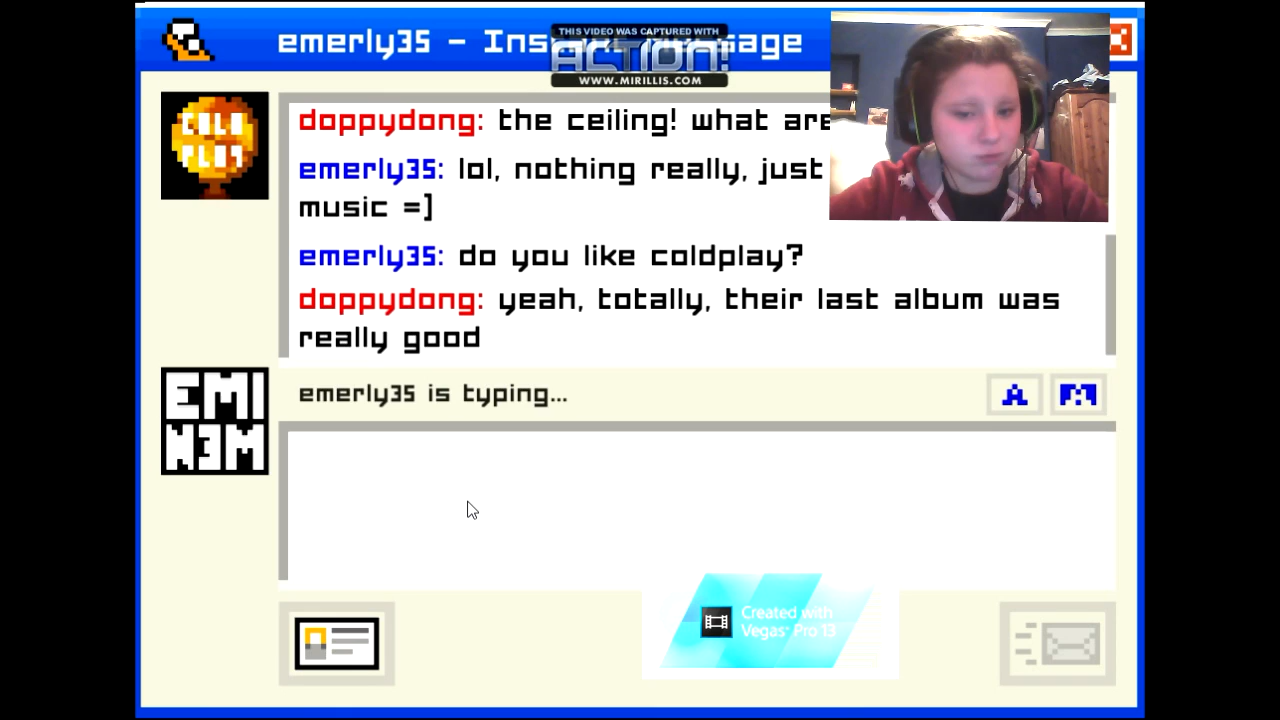 emerly35 - Ins
sage
THIS VIDEO WAS CAPTURED WITH
ACTION!
WWW.MIRILLIS.COM
COLD
PLAY
doppydong: the ceiling! what are
emerly35: lol, nothing really, just
music =]
emerly35: do you like coldplay?
doppydong: yeah, totally, their last album was
really good
EMI
N3M
emerly35 is typing...
A
Created with
Vegas® Pro 13